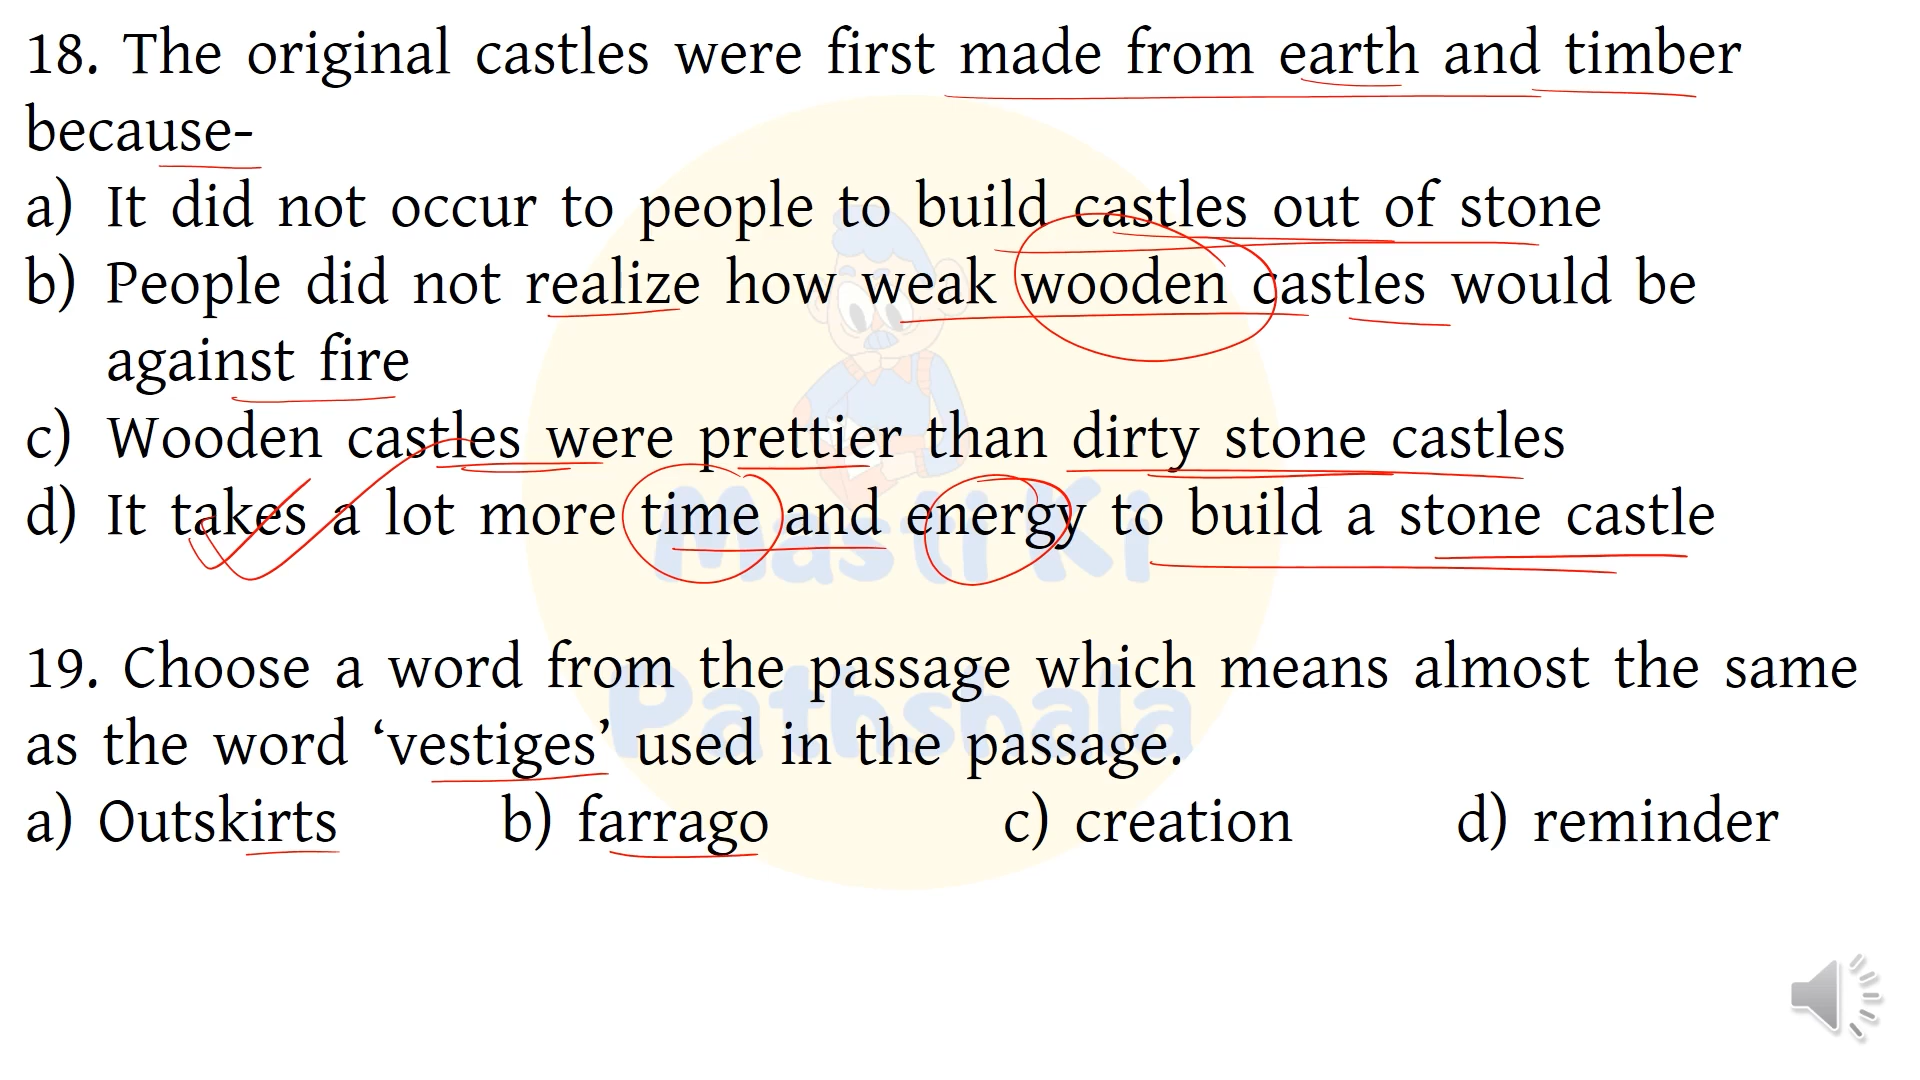 18. The original castles were first made from earth and timber
because-
a) It did not occur to people to build castles out of stone
b) People did not realize how weak wooden castles would be
against fire
c) Wooden castles were prettier than dirty stone castles
d) It takes a lot more time and energy to build a stone castle
Masti Ki
19. Choose a word from the passage which means almost the same
Pathshala
as the word ‘vestiges’ used in the passage.
a) Outskirts b) farrago c) creation d) reminder